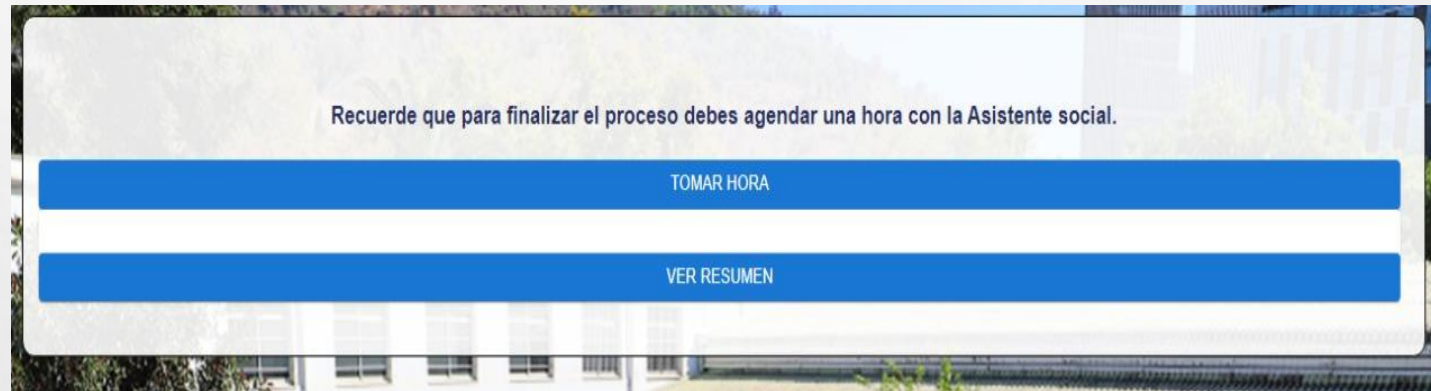 Recuerde que para finalizar el proceso debes agendar una hora con la Asistente social.
TOMAR HORA
VER RESUMEN